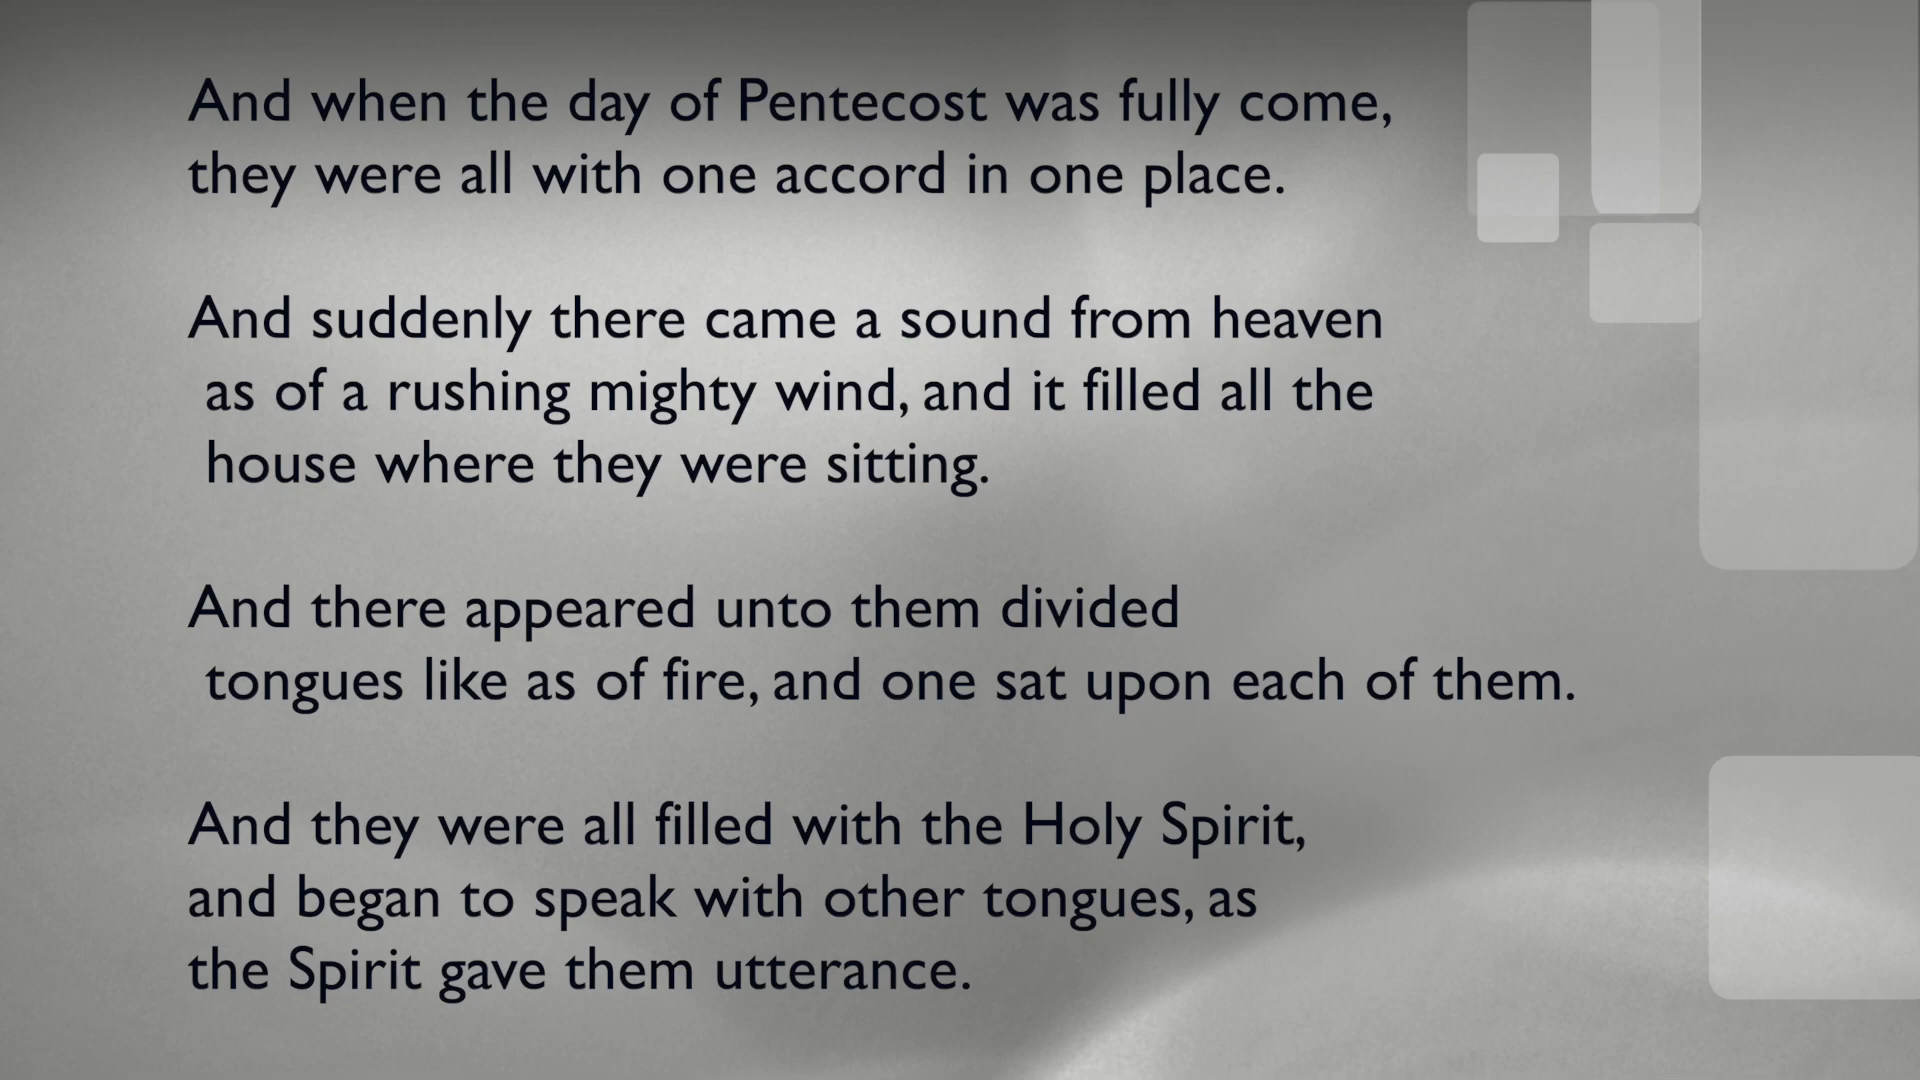 And when the day of Pentecost was fully come,
they were all with one accord in one place.
And suddenly there came a sound from heaven
as of a rushing mighty wind, and it filled all the
house where they were sitting.
And there appeared unto them divided
tongues like as of fire, and one sat upon each of them.
And they were all filled with the Holy Spirit,
and began to speak with other tongues, as
the Spirit gave them utterance.